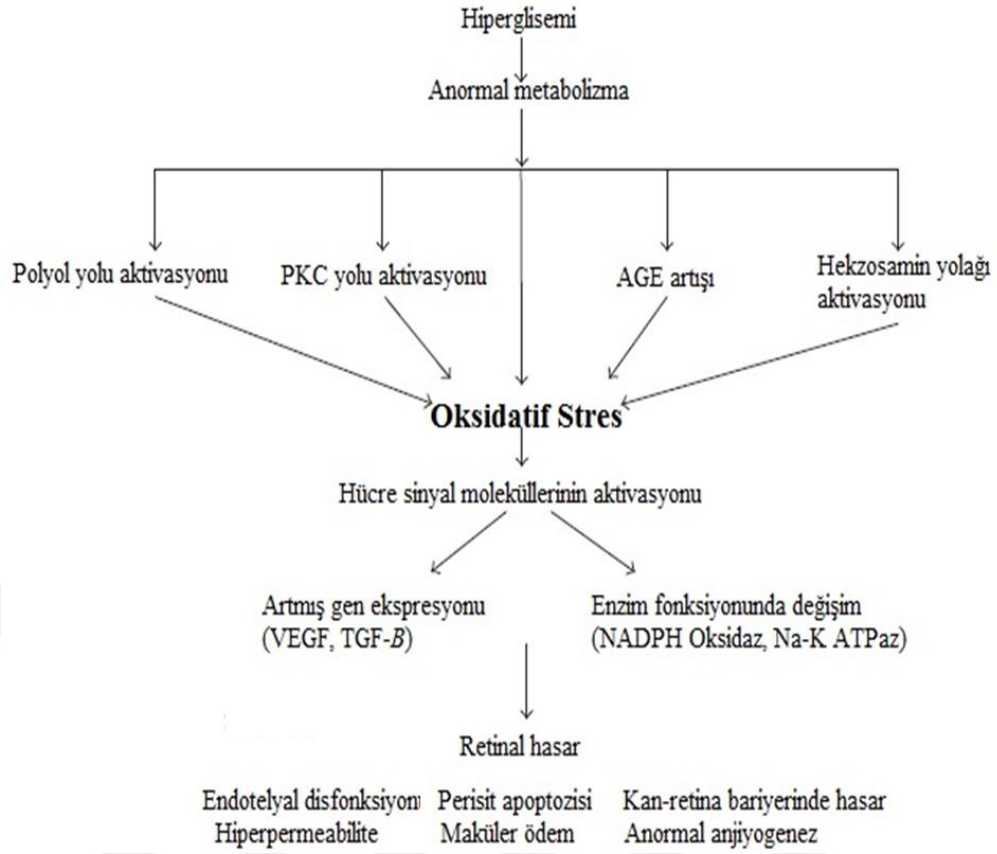 Hiperglisemi
Anormal metabolizma
Polyol yolu aktivasyonu
PKC yolu aktivasyonu
AGE artışı
Hekzosamin yolağı
aktivasyonu
Oksidatif Stres
Hücre sinyal moleküllerinin aktivasyonu
Artmış gen ekspresyonu
(VEGF, TGF-B)
Enzim fonksiyonunda değişim
(NADPH Oksidaz, Na-K ATPaz)
Retinal hasar
Endotelyal disfonksiyon Perisit apoptozisi Kan-retina bariyerinde hasar
Hiperpermeabilite Maküler ödem Anormal anjiyogenez